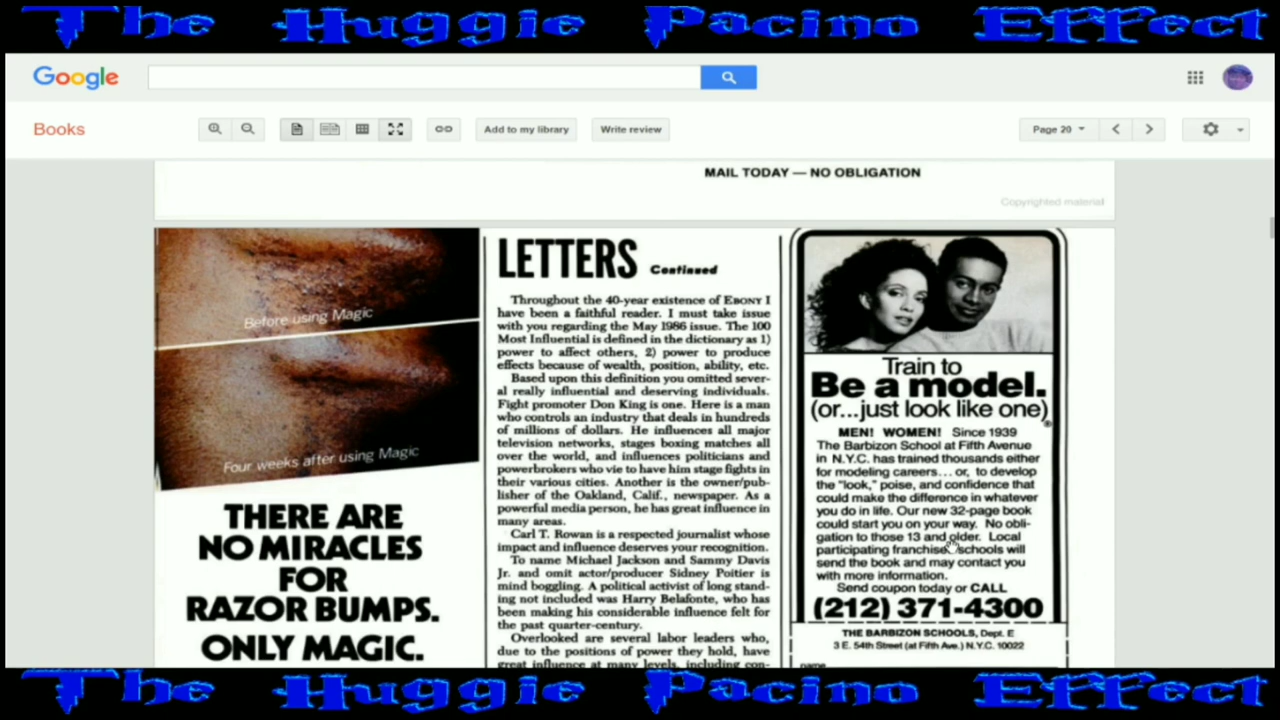 The Huggie Pacino Effect
Google
Books
Add to my library
Write review
Page 20
MAIL TODAY — NO OBLIGATION
Copyrighted material
Before using Magic
Four weeks after using Magic
THERE ARE
NO MIRACLES
FOR
RAZOR BUMPS.
ONLY MAGIC.
LETTERS Continued
Throughout the 40-year existence of EBONY I
have been a faithful reader. I must take issue
with you regarding the May 1986 issue. The 100
Most Influential is defined in the dictionary as 1)
power to affect others, 2) power to produce
effects because of wealth, position, ability, etc.
Based upon this definition you omitted sever-
al really influential and deserving individuals.
Fight promoter Don King is one. Here is a man
who controls an industry that deals in hundreds
of millions of dollars. He influences all major
television networks, stages boxing matches all
over the world, and influences politicians and
powerbrokers who vie to have him stage fights in
their various cities. Another is the owner/pub-
lisher of the Oakland, Calif., newspaper. As a
powerful media person, he has great influence in
many areas.
Carl T. Rowan is a respected journalist whose
impact and influence deserves your recognition.
To name Michael Jackson and Sammy Davis
Jr. and omit actor/producer Sidney Poitier is
mind boggling. A political activist of long stand-
ing not included was Harry Belafonte, who has
been making his considerable influence felt for
the past quarter-century.
Overlooked are several labor leaders who,
due to the positions of power they hold, have
great influence at many levels, including con-
Train to
Be a model.
(or...just look like one)®
MEN! WOMEN! Since 1939
The Barbizon School at Fifth Avenue
in N.Y.C. has trained thousands either
for modeling careers... or, to develop
the "look," poise, and confidence that
could make the difference in whatever
you do in life. Our new 32-page book
could start you on your way. No obli-
gation to those 13 and older. Local
participating franchise schools will
send the book and may contact you
with more information.
Send coupon today or CALL
(212) 371-4300
THE BARBIZON SCHOOLS, Dept. E
3 E. 54th Street (at Fifth Ave.) N.Y.C. 10022
name
The Huggie Pacino Effect